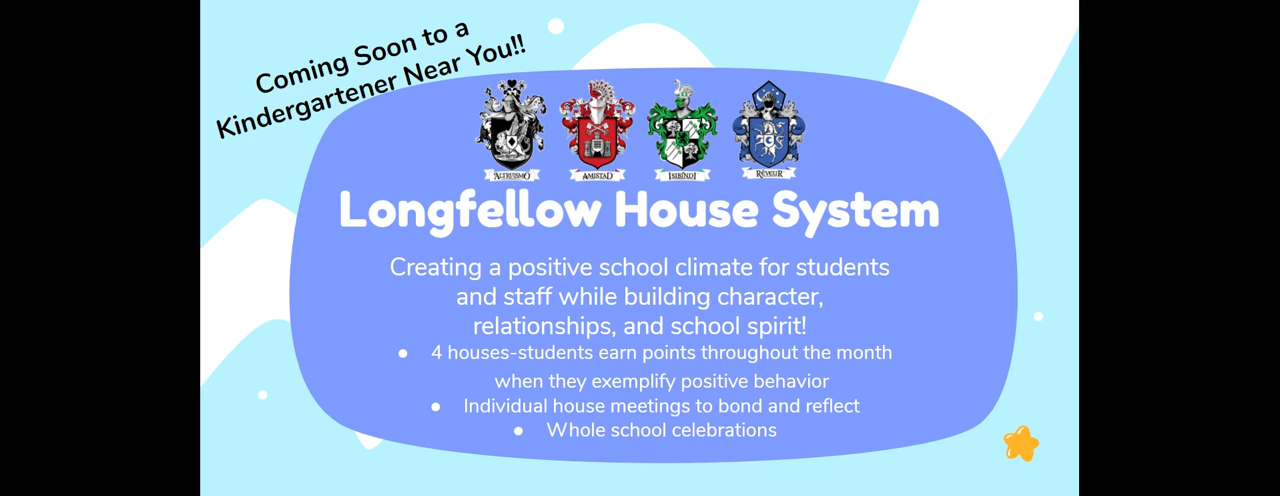 Coming Soon to a
Kindergartener Near You!!
ALTRUISMO AMISTAD ISIBINDI RÊVEUR
Longfellow House System
Creating a positive school climate for students
and staff while building character,
relationships, and school spirit!
● 4 houses-students earn points throughout the month
when they exemplify positive behavior
● Individual house meetings to bond and reflect
● Whole school celebrations